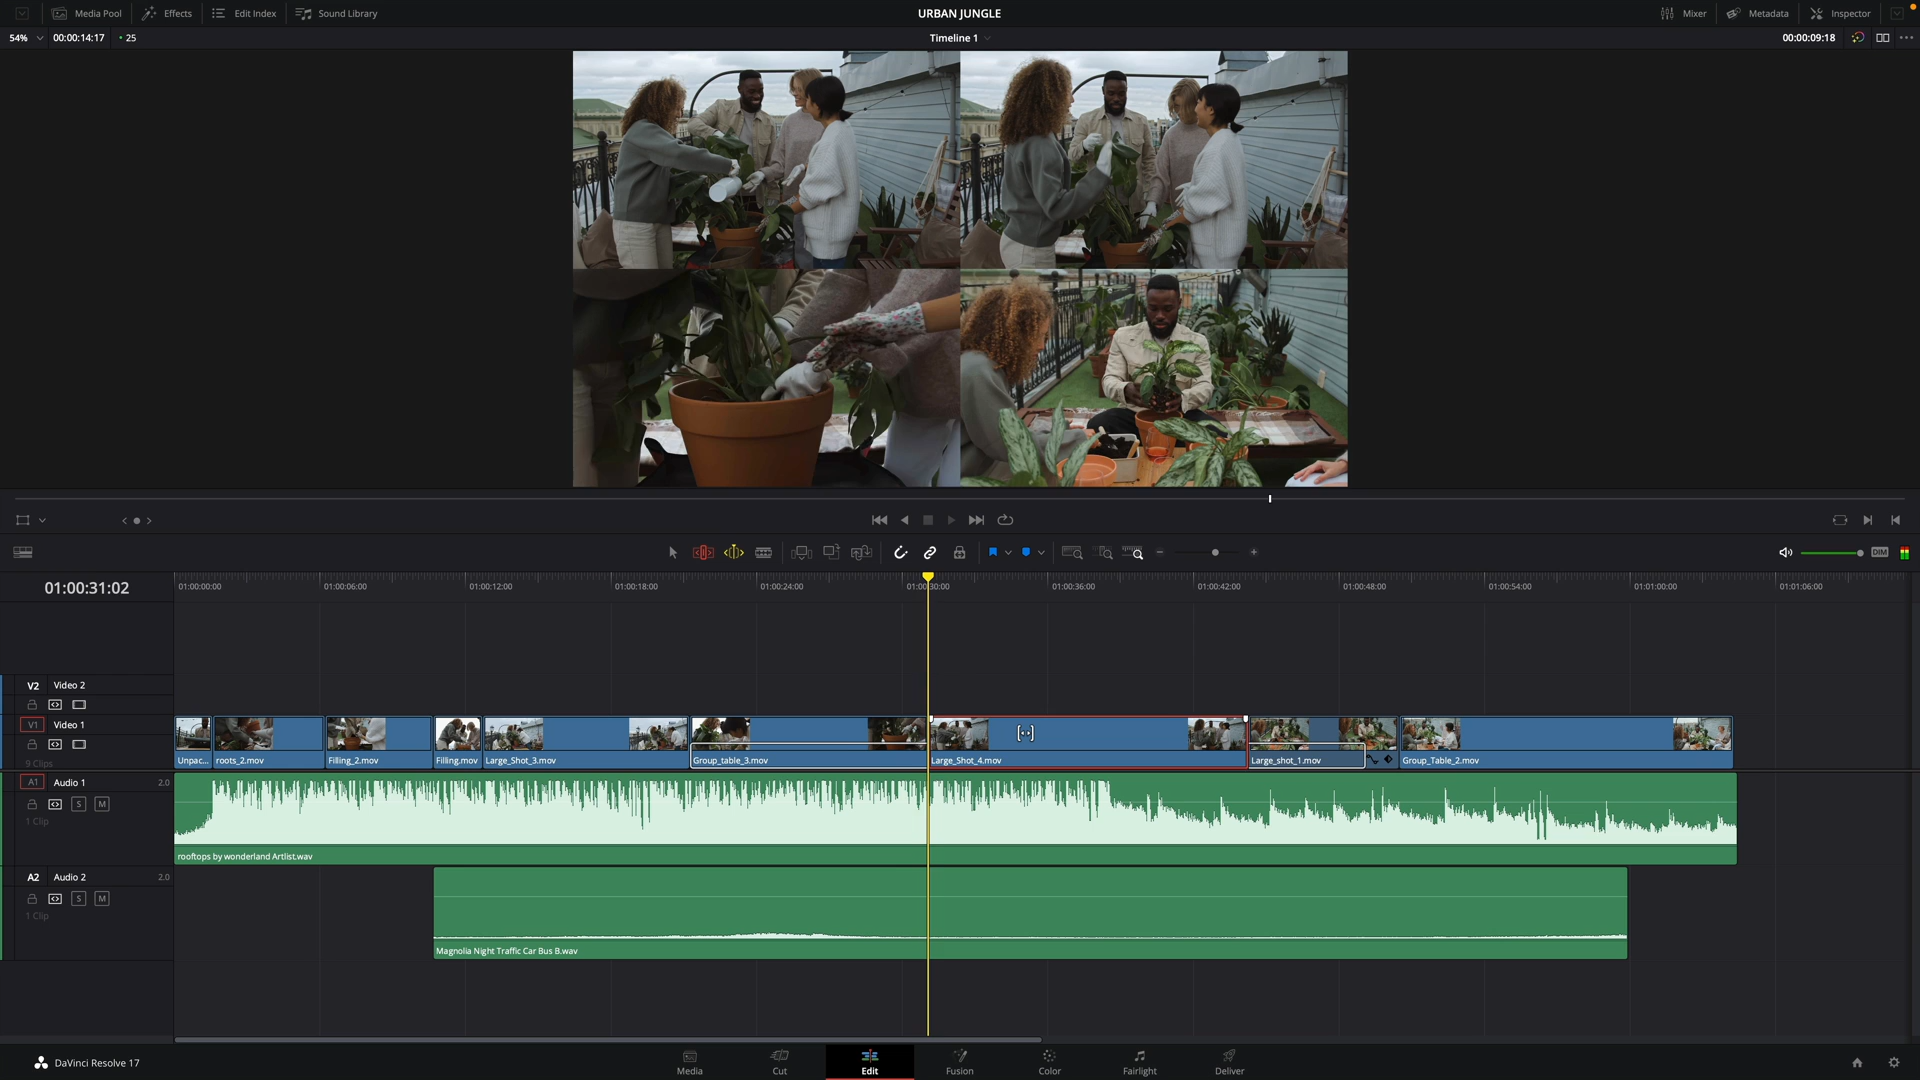 Media Pool Effects Edit Index Sound Library URBAN JUNGLE Mixer Metadata Inspector
54% 00:00:14:17 • 25 Timeline 1 00:00:09:18
DIM
01:00:31:02 01:00:00:00 01:00:06:00 01:00:12:00 01:00:18:00 01:00:24:00 01:00:30:00 01:00:36:00 01:00:42:00 01:00:48:00 01:00:54:00 01:01:00:00 01:01:06:00
V2 Video 2
V1 Video 1
9 Clips
Unpac... roots_2.mov Filling_2.mov Filling.mov Large_Shot_3.mov Group_table_3.mov Large_Shot_4.mov Large_shot_1.mov Group_Table_2.mov
A1 Audio 1 2.0
S M
1 Clip
rooftops by wonderland Artlist.wav
A2 Audio 2 2.0
S M
1 Clip
Magnolia Night Traffic Car Bus B.wav
DaVinci Resolve 17 Media Cut Edit Fusion Color Fairlight Deliver